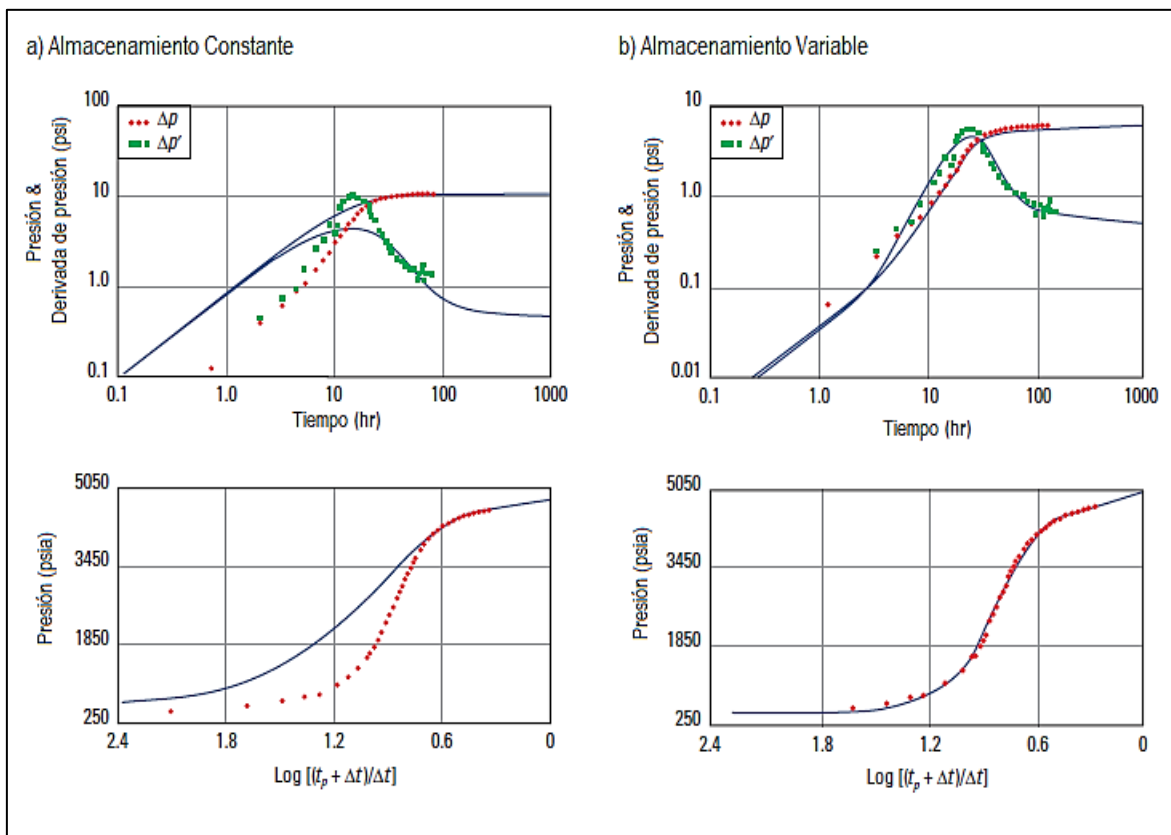 a) Almacenamiento Constante
100
10
1.0
0.1
Presión &
Derivada de presión (psi)
Δp
Δp′
0.1 1.0 10 100 1000
Tiempo (hr)
5050
3450
1850
250
Presión (psia)
2.4 1.8 1.2 0.6 0
Log [(tp + Δt)/Δt]
b) Almacenamiento Variable
10
1.0
0.1
0.01
Presión &
Derivada de presión (psi)
Δp
Δp′
0.1 1.0 10 100 1000
Tiempo (hr)
5050
3450
1850
250
Presión (psia)
2.4 1.8 1.2 0.6 0
Log [(tp + Δt)/Δt]